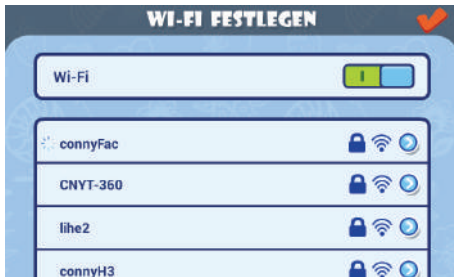 WI-FI FESTLEGEN
Wi-Fi
connyFac
CNYT-360
lihe2
connyH3